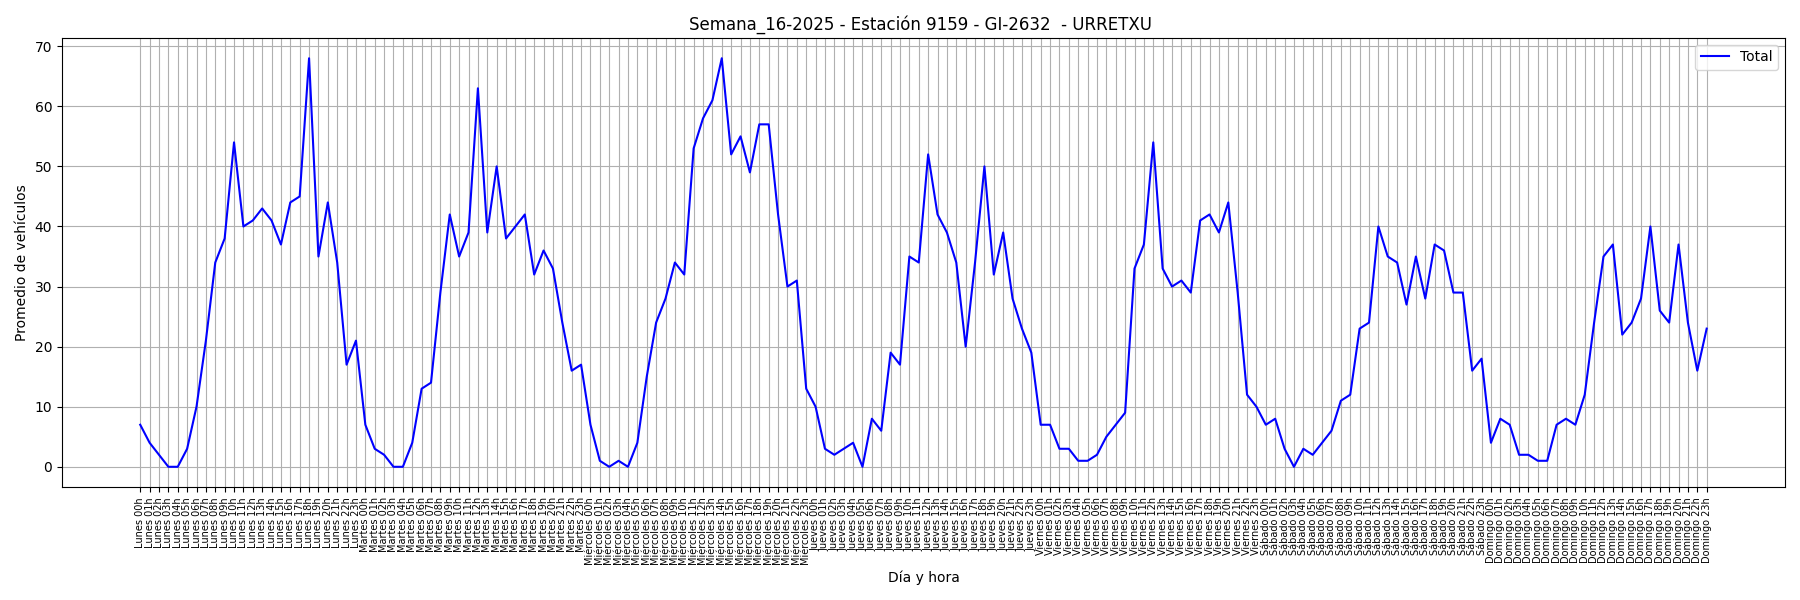 Semana_16-2025 - Estación 9159 - GI-2632  - URRETXU
Total
Promedio de vehículos
70
60
50
40
30
20
10
0
Lunes 00h
Lunes 01h
Lunes 02h
Lunes 03h
Lunes 04h
Lunes 05h
Lunes 06h
Lunes 07h
Lunes 08h
Lunes 09h
Lunes 10h
Lunes 11h
Lunes 12h
Lunes 13h
Lunes 14h
Lunes 15h
Lunes 16h
Lunes 17h
Lunes 18h
Lunes 19h
Lunes 20h
Lunes 21h
Lunes 22h
Lunes 23h
Martes 00h
Martes 01h
Martes 02h
Martes 03h
Martes 04h
Martes 05h
Martes 06h
Martes 07h
Martes 08h
Martes 09h
Martes 10h
Martes 11h
Martes 12h
Martes 13h
Martes 14h
Martes 15h
Martes 16h
Martes 17h
Martes 18h
Martes 19h
Martes 20h
Martes 21h
Martes 22h
Martes 23h
Miércoles 00h
Miércoles 01h
Miércoles 02h
Miércoles 03h
Miércoles 04h
Miércoles 05h
Miércoles 06h
Miércoles 07h
Miércoles 08h
Miércoles 09h
Miércoles 10h
Miércoles 11h
Miércoles 12h
Miércoles 13h
Miércoles 14h
Miércoles 15h
Miércoles 16h
Miércoles 17h
Miércoles 18h
Miércoles 19h
Miércoles 20h
Miércoles 21h
Miércoles 22h
Miércoles 23h
Jueves 00h
Jueves 01h
Jueves 02h
Jueves 03h
Jueves 04h
Jueves 05h
Jueves 06h
Jueves 07h
Jueves 08h
Jueves 09h
Jueves 10h
Jueves 11h
Jueves 12h
Jueves 13h
Jueves 14h
Jueves 15h
Jueves 16h
Jueves 17h
Jueves 18h
Jueves 19h
Jueves 20h
Jueves 21h
Jueves 22h
Jueves 23h
Viernes 00h
Viernes 01h
Viernes 02h
Viernes 03h
Viernes 04h
Viernes 05h
Viernes 06h
Viernes 07h
Viernes 08h
Viernes 09h
Viernes 10h
Viernes 11h
Viernes 12h
Viernes 13h
Viernes 14h
Viernes 15h
Viernes 16h
Viernes 17h
Viernes 18h
Viernes 19h
Viernes 20h
Viernes 21h
Viernes 22h
Viernes 23h
Sábado 00h
Sábado 01h
Sábado 02h
Sábado 03h
Sábado 04h
Sábado 05h
Sábado 06h
Sábado 07h
Sábado 08h
Sábado 09h
Sábado 10h
Sábado 11h
Sábado 12h
Sábado 13h
Sábado 14h
Sábado 15h
Sábado 16h
Sábado 17h
Sábado 18h
Sábado 19h
Sábado 20h
Sábado 21h
Sábado 22h
Sábado 23h
Domingo 00h
Domingo 01h
Domingo 02h
Domingo 03h
Domingo 04h
Domingo 05h
Domingo 06h
Domingo 07h
Domingo 08h
Domingo 09h
Domingo 10h
Domingo 11h
Domingo 12h
Domingo 13h
Domingo 14h
Domingo 15h
Domingo 16h
Domingo 17h
Domingo 18h
Domingo 19h
Domingo 20h
Domingo 21h
Domingo 22h
Domingo 23h
Día y hora